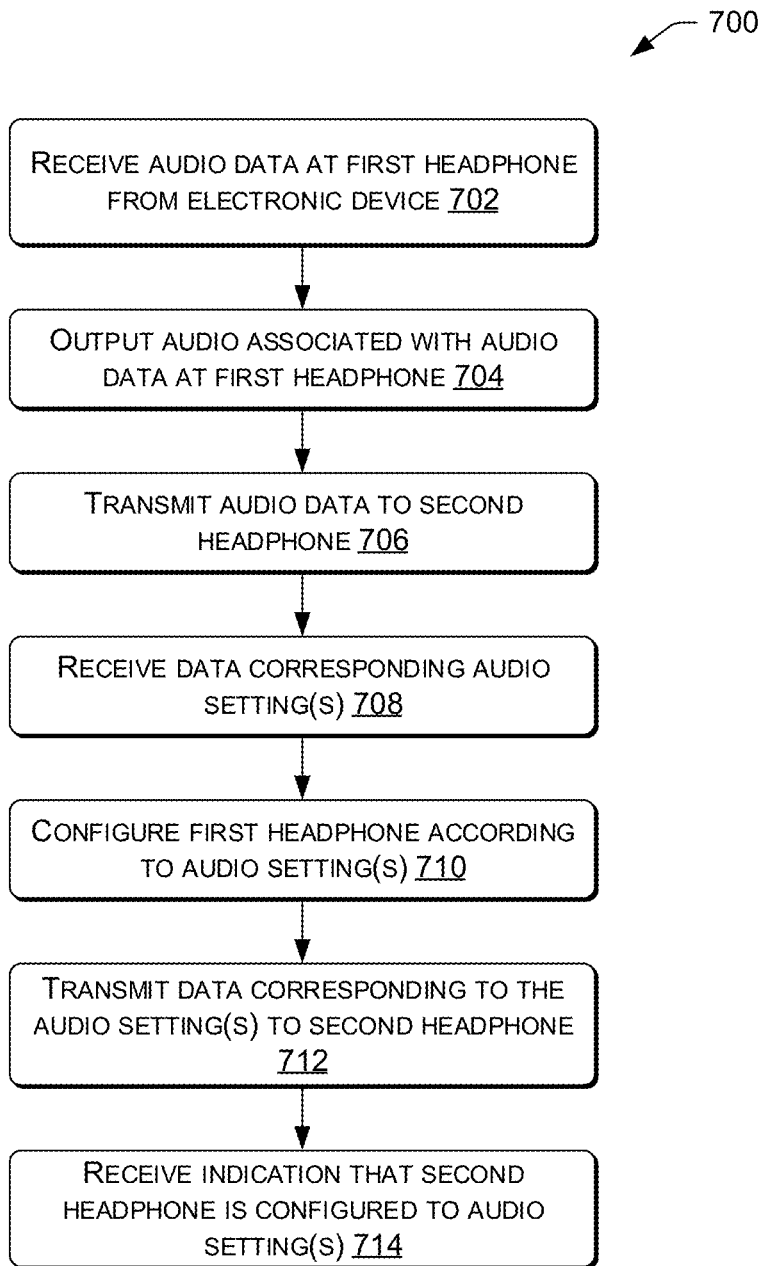 700
RECEIVE AUDIO DATA AT FIRST HEADPHONE
FROM ELECTRONIC DEVICE 702
OUTPUT AUDIO ASSOCIATED WITH AUDIO
DATA AT FIRST HEADPHONE 704
TRANSMIT AUDIO DATA TO SECOND
HEADPHONE 706
RECEIVE DATA CORRESPONDING AUDIO
SETTING(S) 708
CONFIGURE FIRST HEADPHONE ACCORDING
TO AUDIO SETTING(S) 710
TRANSMIT DATA CORRESPONDING TO THE
AUDIO SETTING(S) TO SECOND HEADPHONE
712
RECEIVE INDICATION THAT SECOND
HEADPHONE IS CONFIGURED TO AUDIO
SETTING(S) 714